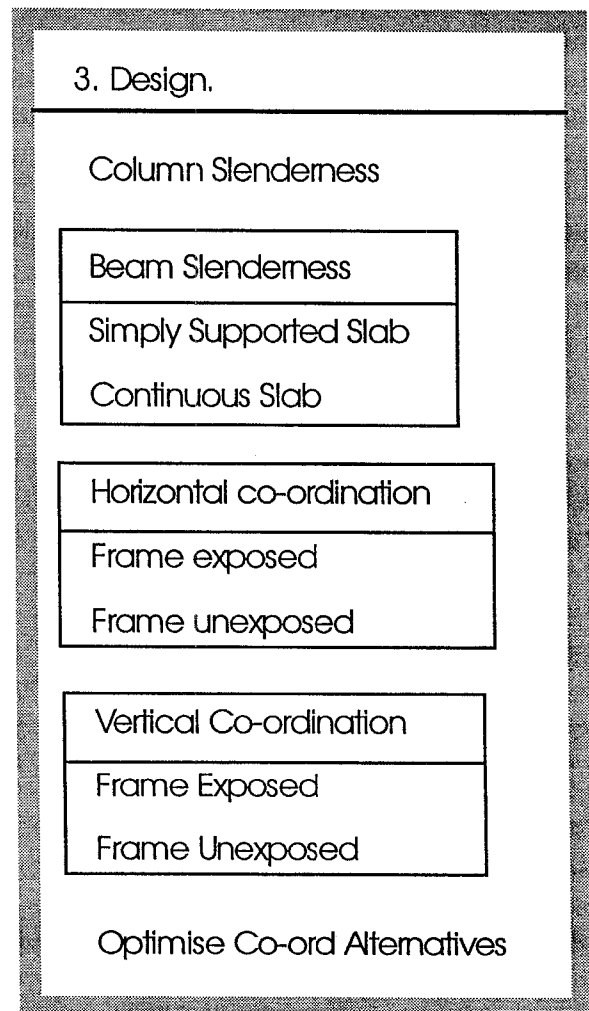 3. Design.
Column Slenderness
Beam Slenderness
Simply Supported Slab
Continuous Slab
Horizontal co-ordination
Frame exposed
Frame unexposed
Vertical Co-ordination
Frame Exposed
Frame Unexposed
Optimise Co-ord Alternatives